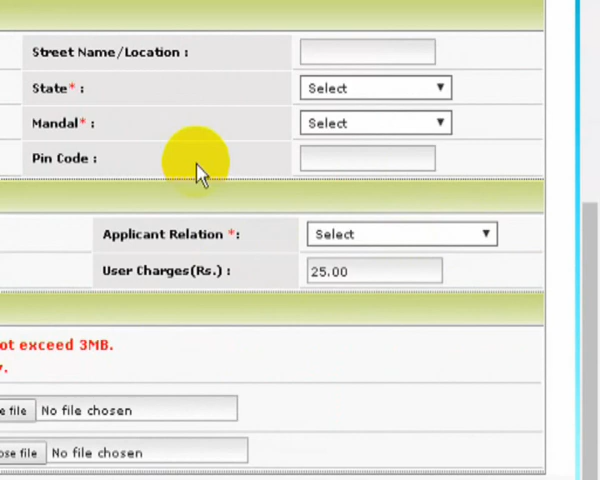 Street Name/Location :
State* :
Select
Mandal* :
Select
Pin Code :
Applicant Relation *:
Select
User Charges(Rs.) :
25.00
ot exceed 3MB.
e file
No file chosen
ose file
No file chosen